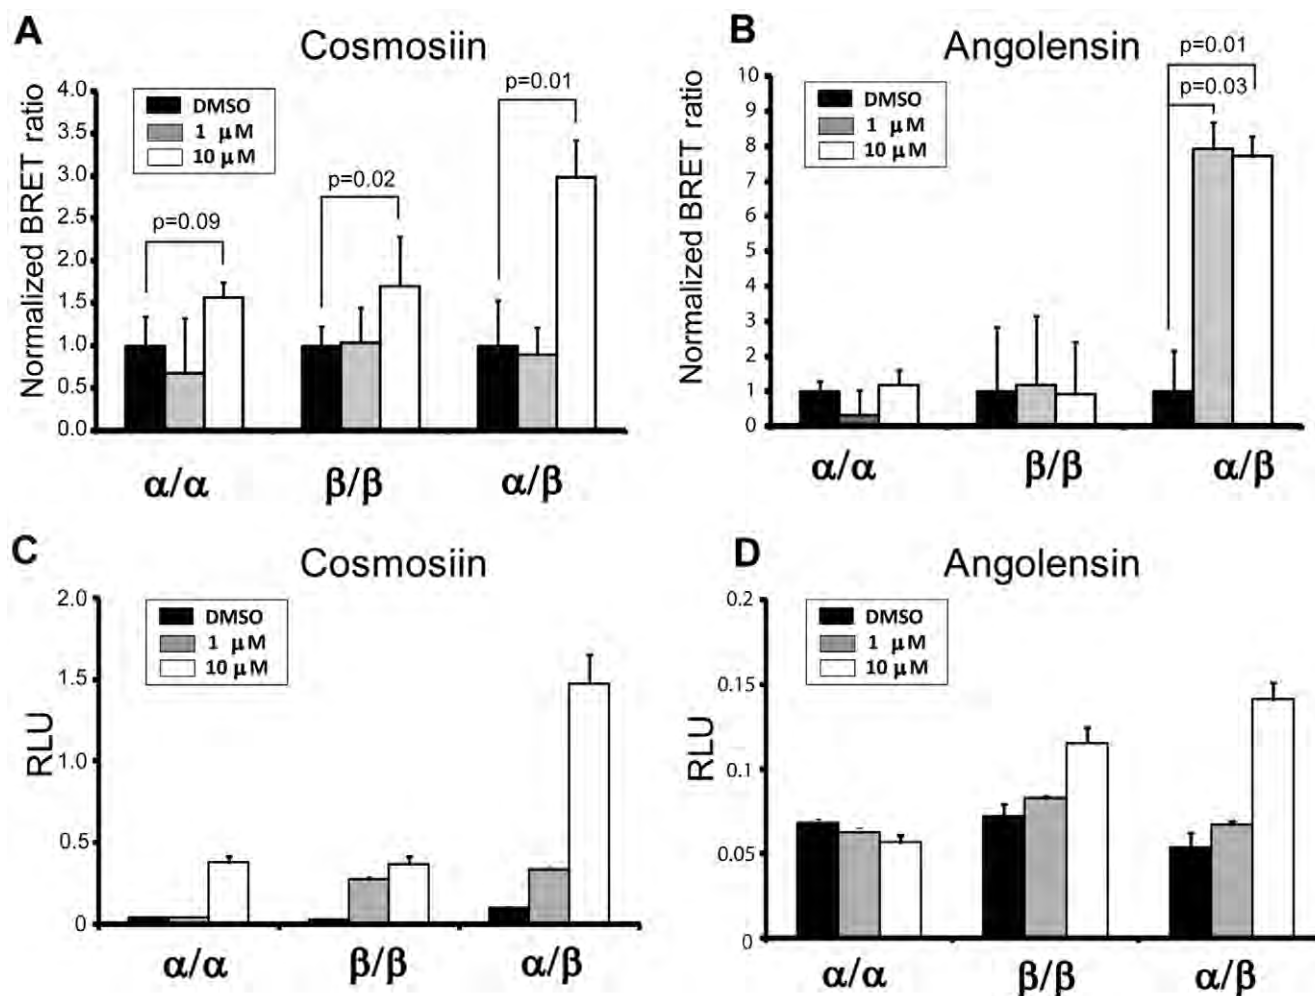 A
Cosmosiin
Normalized BRET ratio
4.0
3.5
3.0
2.5
2.0
1.5
1.0
0.5
0.0
DMSO
1 μM
10 μM
p=0.09
p=0.02
p=0.01
α/α
β/β
α/β
B
Angolensin
Normalized BRET ratio
10
9
8
7
6
5
4
3
2
1
0
DMSO
1 μM
10 μM
p=0.01
p=0.03
α/α
β/β
α/β
C
Cosmosiin
RLU
2.0
1.5
1.0
0.5
0
DMSO
1 μM
10 μM
α/α
β/β
α/β
D
Angolensin
RLU
0.2
0.15
0.1
0.05
0
DMSO
1 μM
10 μM
α/α
β/β
α/β